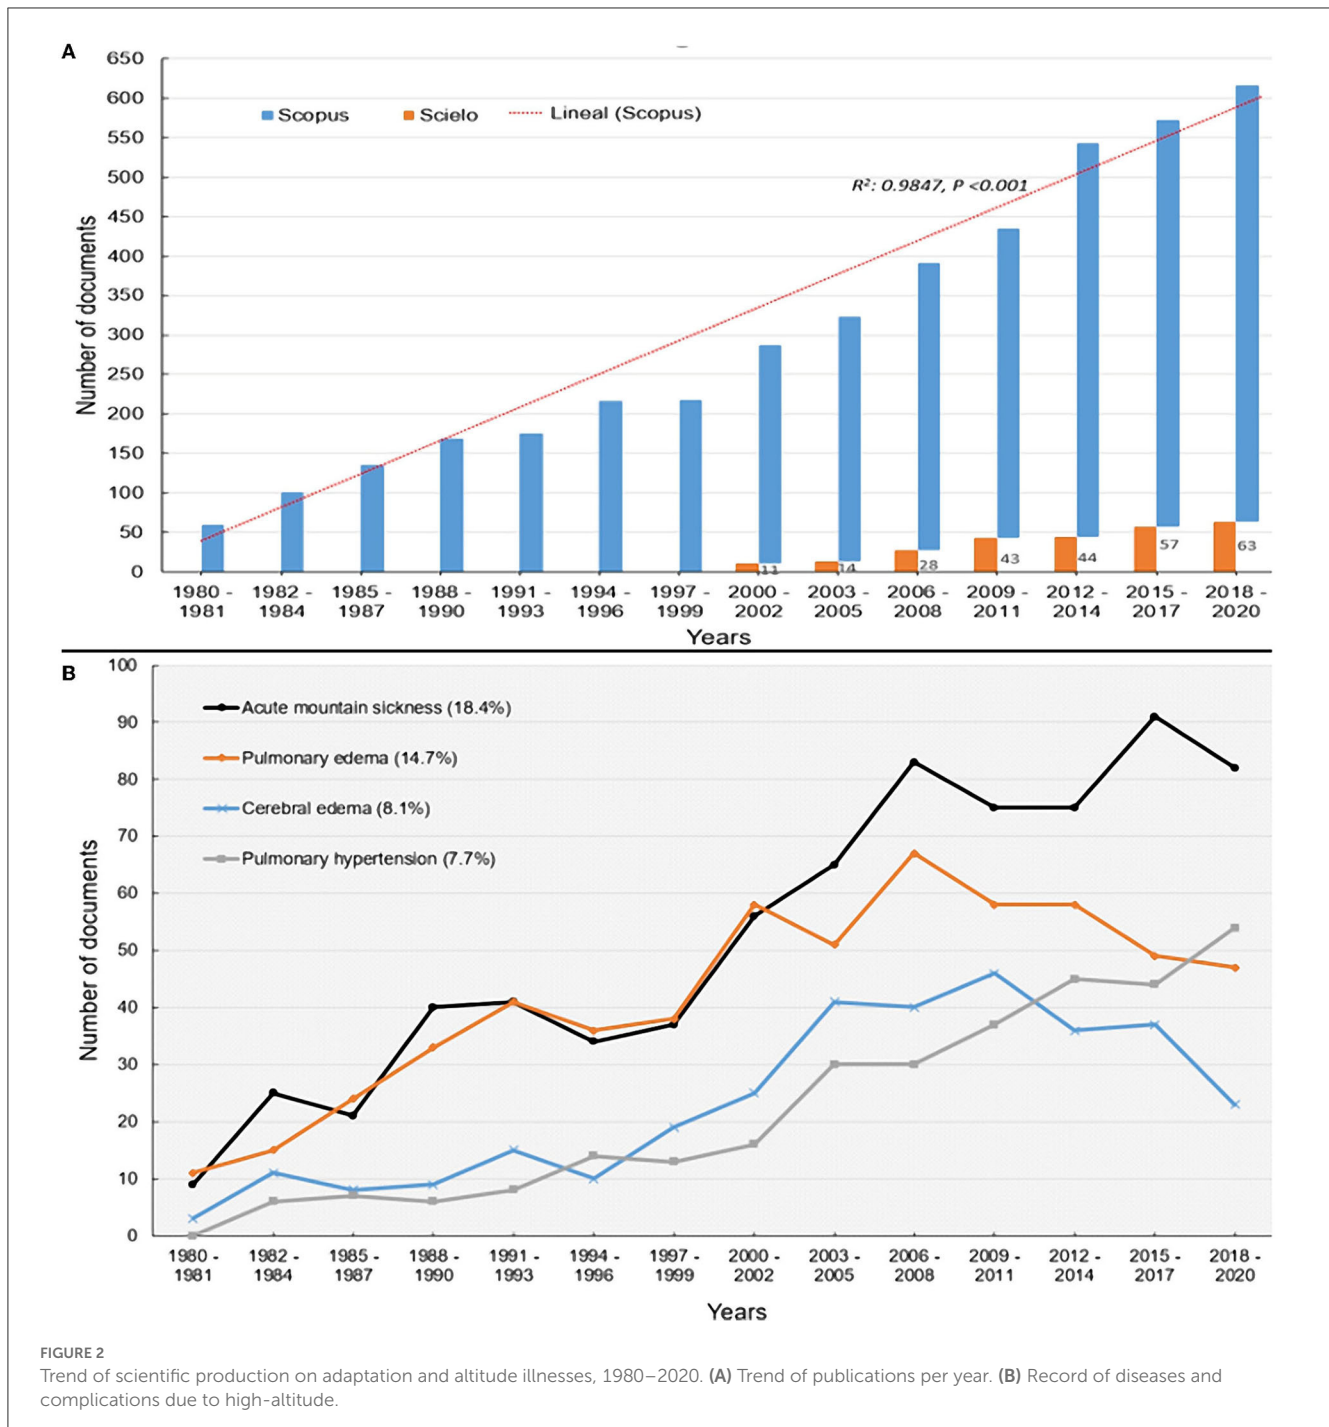 A
Number of documents
650
600
550
500
450
400
350
300
250
200
150
100
50
0
Scopus
Scielo
Lineal (Scopus)
R²: 0.9847, P <0.001
11
14
28
43
44
57
63
1980 - 1982 - 1985 - 1988 - 1991 - 1994 - 1997 - 2000 - 2003 - 2006 - 2009 - 2012 - 2015 - 2018 -
1981 1984 1987 1990 1993 1996 1999 2002 2005 2008 2011 2014 2017 2020
Years
B
Number of documents
100
90
80
70
60
50
40
30
20
10
0
Acute mountain sickness (18.4%)
Pulmonary edema (14.7%)
Cerebral edema (8.1%)
Pulmonary hypertension (7.7%)
1980 - 1982 - 1985 - 1988 - 1991 - 1994 - 1997 - 2000 - 2003 - 2006 - 2009 - 2012 - 2015 - 2018 -
1981 1984 1987 1990 1993 1996 1999 2002 2005 2008 2011 2014 2017 2020
Years
FIGURE 2
Trend of scientific production on adaptation and altitude illnesses, 1980–2020. (A) Trend of publications per year. (B) Record of diseases and
complications due to high-altitude.